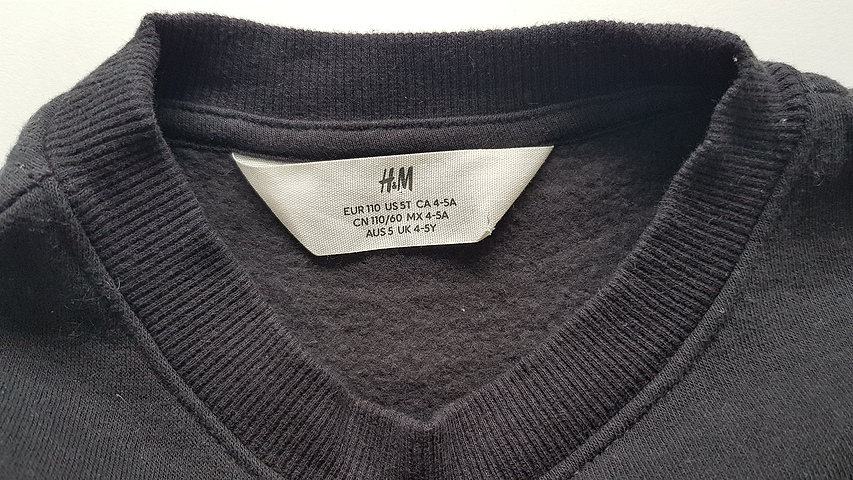 H&M
EUR 110 US 5T CA 4-5A
CN 110/60 MX 4-5A
AUS 5 UK 4-5Y